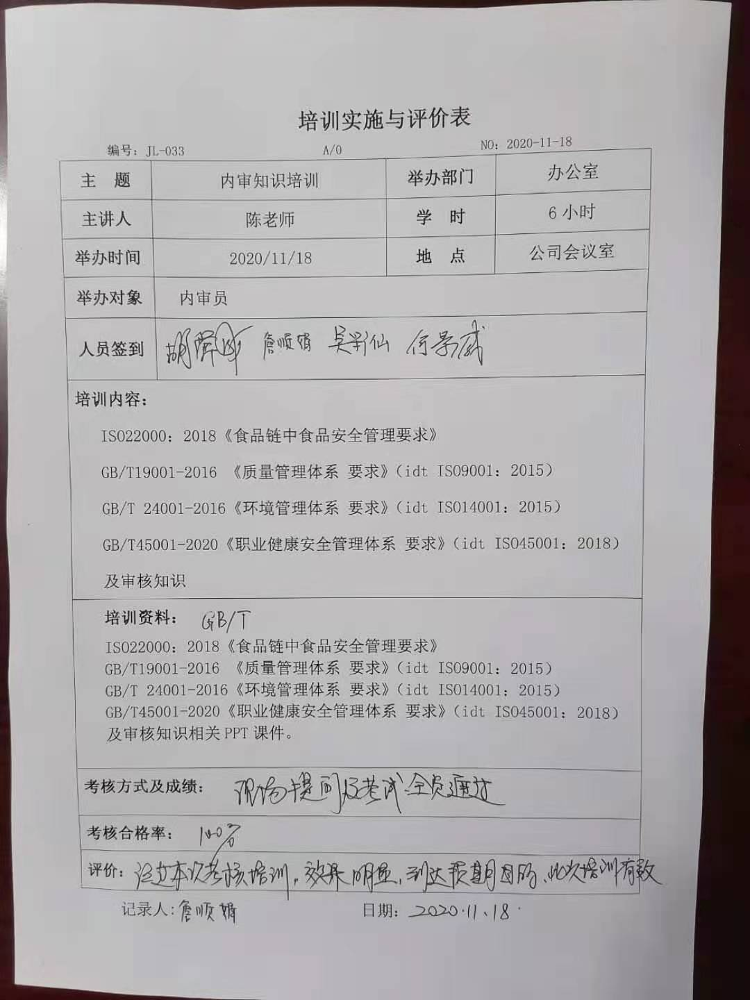 培训实施与评价表
编号：JL-033 A/0 NO：2020-11-18
主 题 内审知识培训 举办部门 办公室
主讲人 陈老师 学 时 6 小时
举办时间 2020/11/18 地 点 公司会议室
举办对象 内审员
人员签到 胡 詹顺娟 吴彩仙 何景威
培训内容：
ISO22000：2018《食品链中食品安全管理要求》
GB/T19001-2016 《质量管理体系 要求》（idt ISO9001：2015）
GB/T 24001-2016《环境管理体系 要求》（idt ISO14001：2015）
GB/T45001-2020《职业健康安全管理体系 要求》（idt ISO45001：2018）
及审核知识
培训资料： GB/T
ISO22000：2018《食品链中食品安全管理要求》
GB/T19001-2016 《质量管理体系 要求》（idt ISO9001：2015）
GB/T 24001-2016《环境管理体系 要求》（idt ISO14001：2015）
GB/T45001-2020《职业健康安全管理体系 要求》（idt ISO45001：2018）
及审核知识相关 PPT 课件。
考核方式及成绩： 现场提问及考试、全员通过
考核合格率： 100%
评价：经过本次考核培训，效果明显，到达预期目的、此次培训有效
记录人：詹顺娟 日期：2020.11.18.